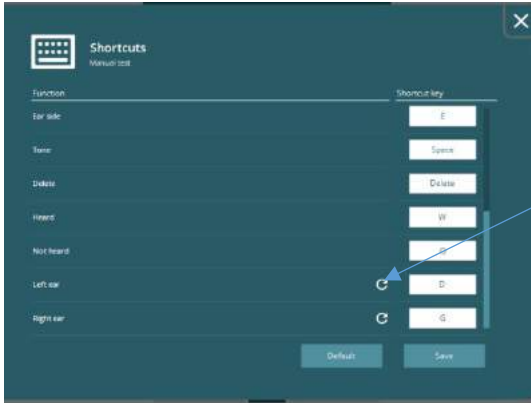 Shortcuts
Manual test
Function Shortcut key
Ear side E
Tone Space
Delete Delete
Heard W
Not heard
Left ear D
Right ear G
Default Save